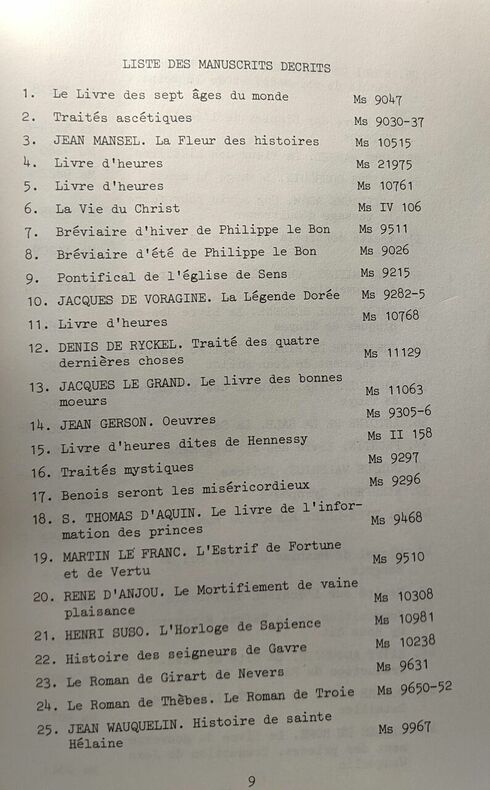 LISTE DES MANUSCRITS DECRITS
1. Le Livre des sept âges du monde Ms 9047
2. Traités ascétiques Ms 9030-37
3. JEAN MANSEL. La Fleur des histoires Ms 10515
4. Livre d'heures Ms 21975
5. Livre d'heures Ms 10761
6. La Vie du Christ Ms IV 106
7. Bréviaire d'hiver de Philippe le Bon Ms 9511
8. Bréviaire d'été de Philippe le Bon Ms 9026
9. Pontifical de l'église de Sens Ms 9215
10. JACQUES DE VORAGINE. La Légende Dorée Ms 9282-5
11. Livre d'heures Ms 10768
12. DENIS DE RYCKEL. Traité des quatre
dernières choses Ms 11129
13. JACQUES LE GRAND. Le livre des bonnes
moeurs Ms 11063
14. JEAN GERSON. Oeuvres Ms 9305-6
15. Livre d'heures dites de Hennessy Ms II 158
16. Traités mystiques Ms 9297
17. Benois seront les miséricordieux Ms 9296
18. S. THOMAS D'AQUIN. Le livre de l'infor-
mation des princes Ms 9468
19. MARTIN LE FRANC. L'Estrif de Fortune
et de Vertu Ms 9510
20. RENE D'ANJOU. Le Mortifiement de vaine
plaisance Ms 10308
21. HENRI SUSO. L'Horloge de Sapience Ms 10981
22. Histoire des seigneurs de Gavre Ms 10238
23. Le Roman de Girart de Nevers Ms 9631
24. Le Roman de Thèbes. Le Roman de Troie Ms 9650-52
25. JEAN WAUQUELIN. Histoire de sainte
Hélaine Ms 9967
9